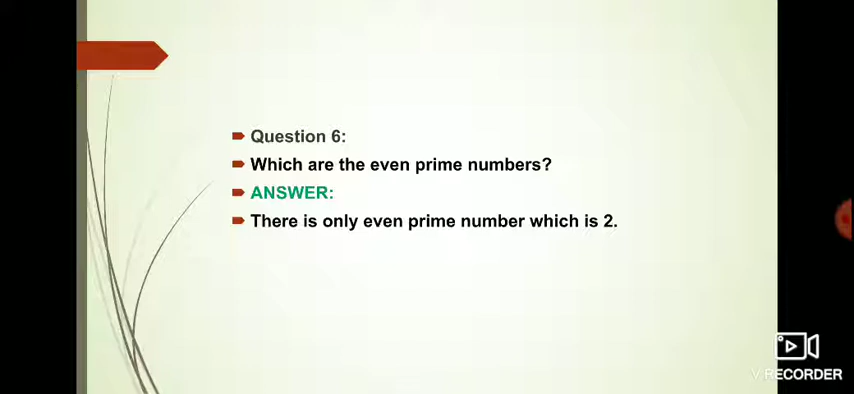 Question 6:
Which are the even prime numbers?
ANSWER:
There is only even prime number which is 2.
V.RECORDER